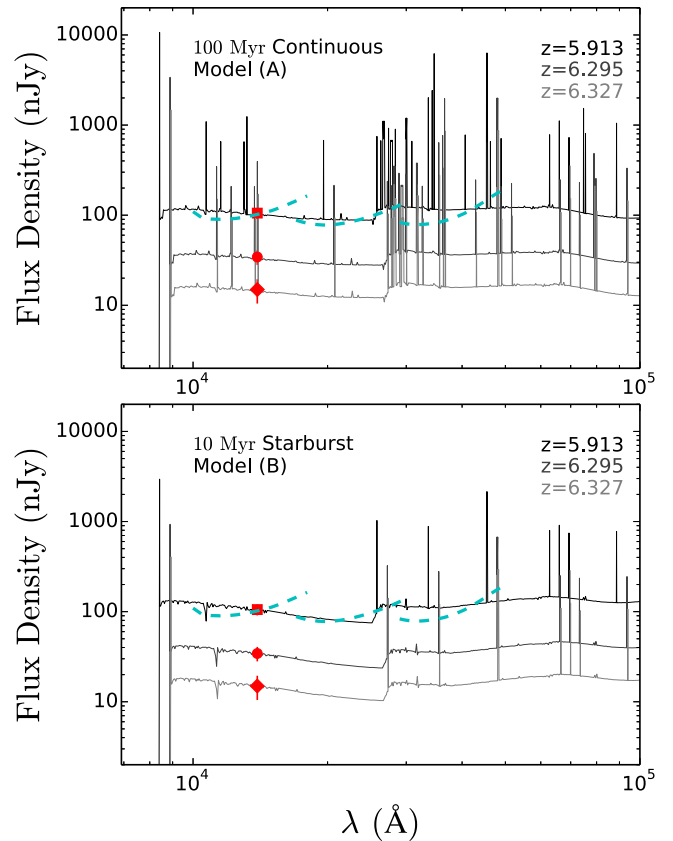 10000
1000
100
10
Flux Density (nJy)
100 Myr Continuous
Model (A)
z=5.913
z=6.295
z=6.327
10^4
10^5
10000
1000
100
10
Flux Density (nJy)
10 Myr Starburst
Model (B)
z=5.913
z=6.295
z=6.327
10^4
10^5
λ (Å)